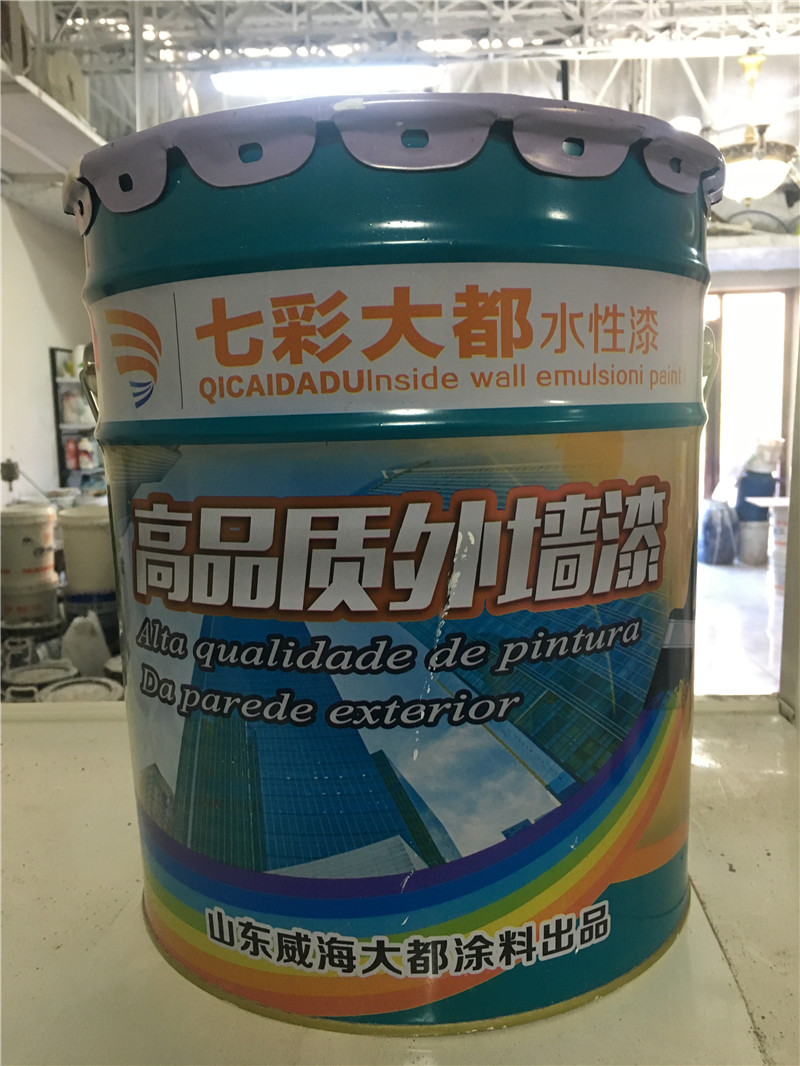 七彩大都水性漆
QICAIDADUInside wall emulsioni paint
高品质外墙漆
Alta qualidade de pintura
Da parede exterior
山东威海大都涂料出品